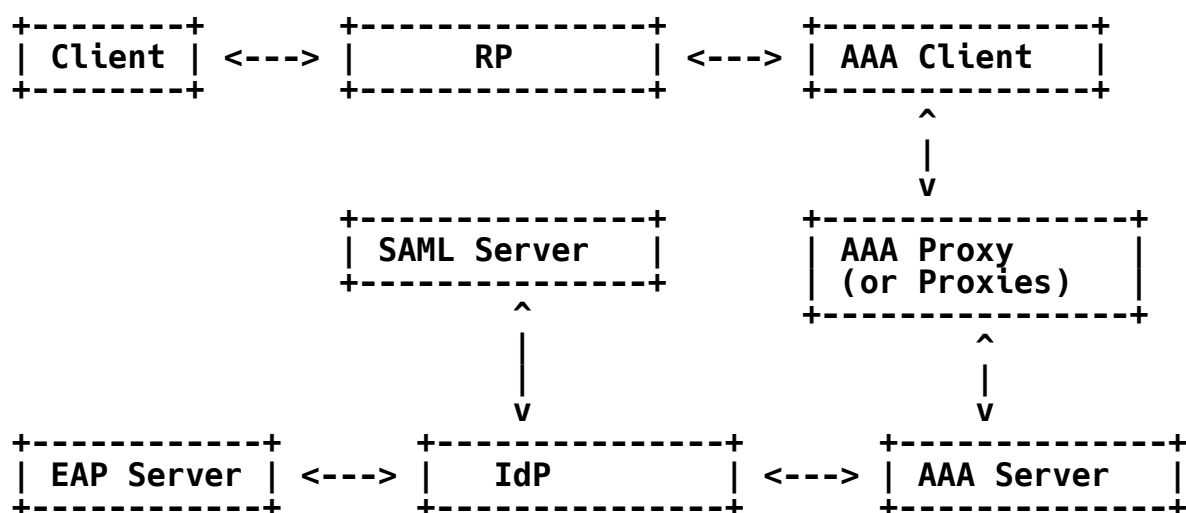 +--------+       +---------------+       +--------------+
| Client | <---> |      RP       | <---> | AAA Client   |
+--------+       +---------------+       +--------------+
                                               ^
                                               |
                                               v
                 +---------------+       +----------------+
                 | SAML Server   |       | AAA Proxy      |
                 +---------------+       | (or Proxies)   |
                          ^              +----------------+
                          |                       ^
                          |                       |
                          v                       v
+------------+       +---------------+       +--------------+
| EAP Server | <---> |   IdP         | <---> | AAA Server   |
+------------+       +---------------+       +--------------+